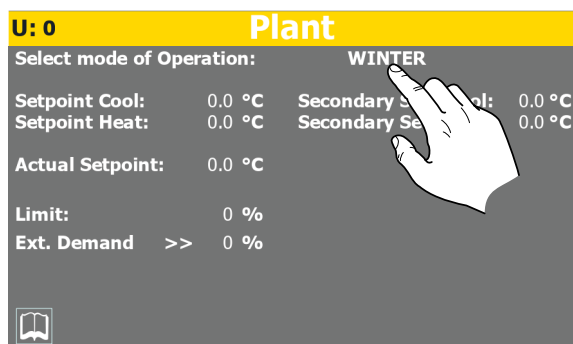 U: 0 Plant
Select mode of Operation: WINTER
Setpoint Cool: 0.0 °C Secondary 0.0 °C
Setpoint Heat: 0.0 °C Secondary 0.0 °C
Actual Setpoint: 0.0 °C
Limit: 0 %
Ext. Demand >> 0 %